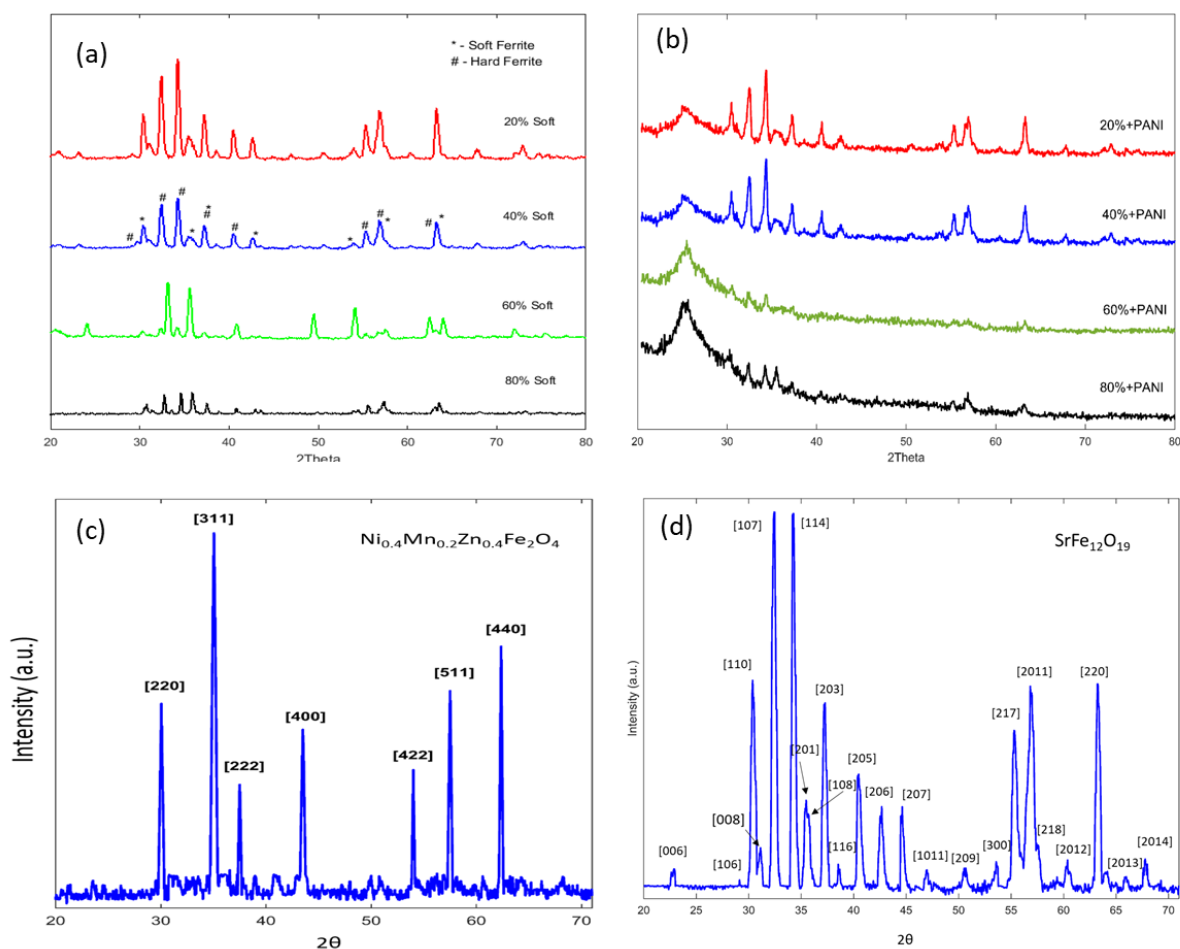 (a)
* - Soft Ferrite
# - Hard Ferrite
20% Soft
# * # # * * # # * # # * * # # *
40% Soft
60% Soft
80% Soft
20 30 40 50 60 70 80
2Theta
(b)
20%+PANI
40%+PANI
60%+PANI
80%+PANI
20 30 40 50 60 70 80
2Theta
(c)
Ni0.4Mn0.2Zn0.4Fe2O4
[220]
[311]
[222]
[400]
[422]
[511]
[440]
Intensity (a.u.)
20 30 40 50 60 70
2θ
(d)
SrFe12O19
[006]
[106]
[008]
[110]
[107]
[114]
[201]
[108]
[203]
[116]
[205]
[206]
[207]
[1011]
[209]
[300]
[217]
[2011]
[218]
[2012]
[220]
[2013]
[2014]
Intensity (a.u.)
20 25 30 35 40 45 50 55 60 65 70
2θ